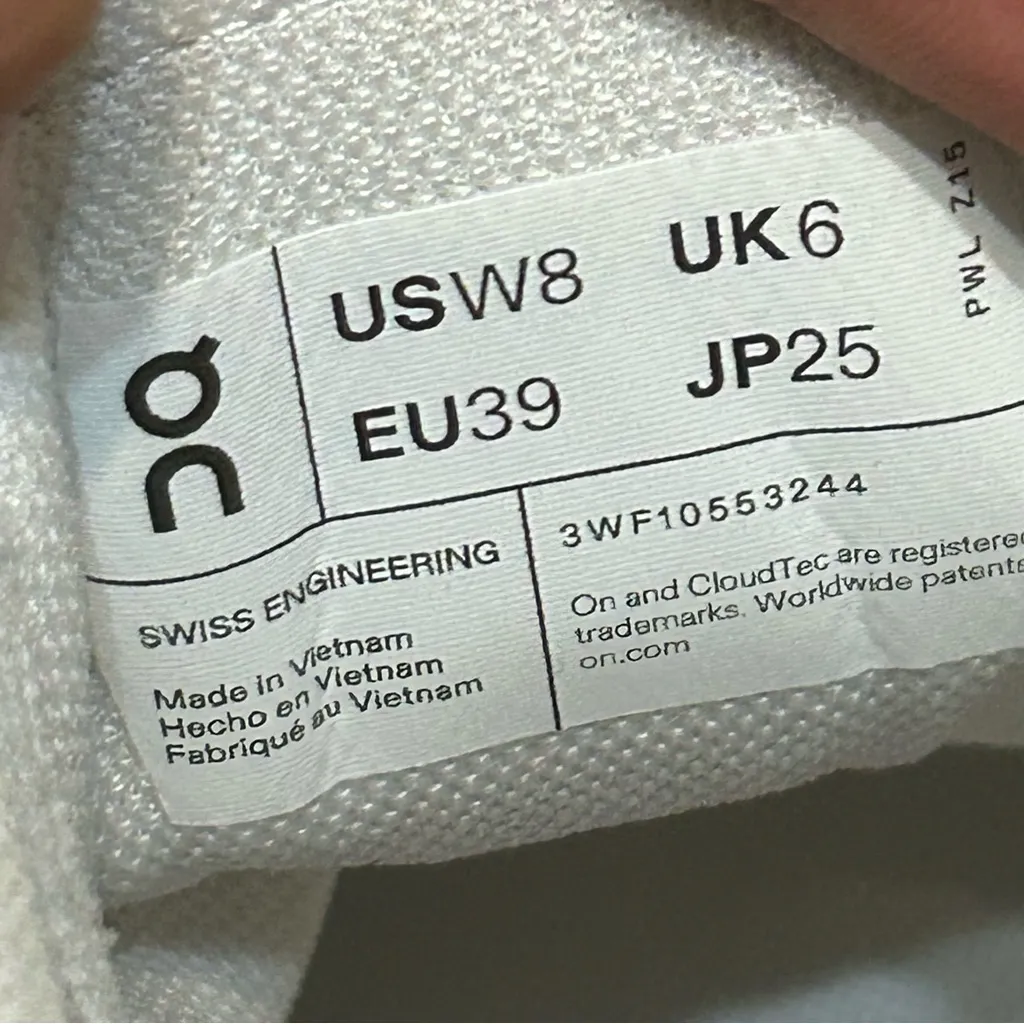 On
USW8 UK6
EU39 JP25
PWL Z15
SWISS ENGINEERING
Made in Vietnam
Hecho en Vietnam
Fabriqué au Vietnam
3WF10553244
On and CloudTec are registered
trademarks. Worldwide patents
on.com